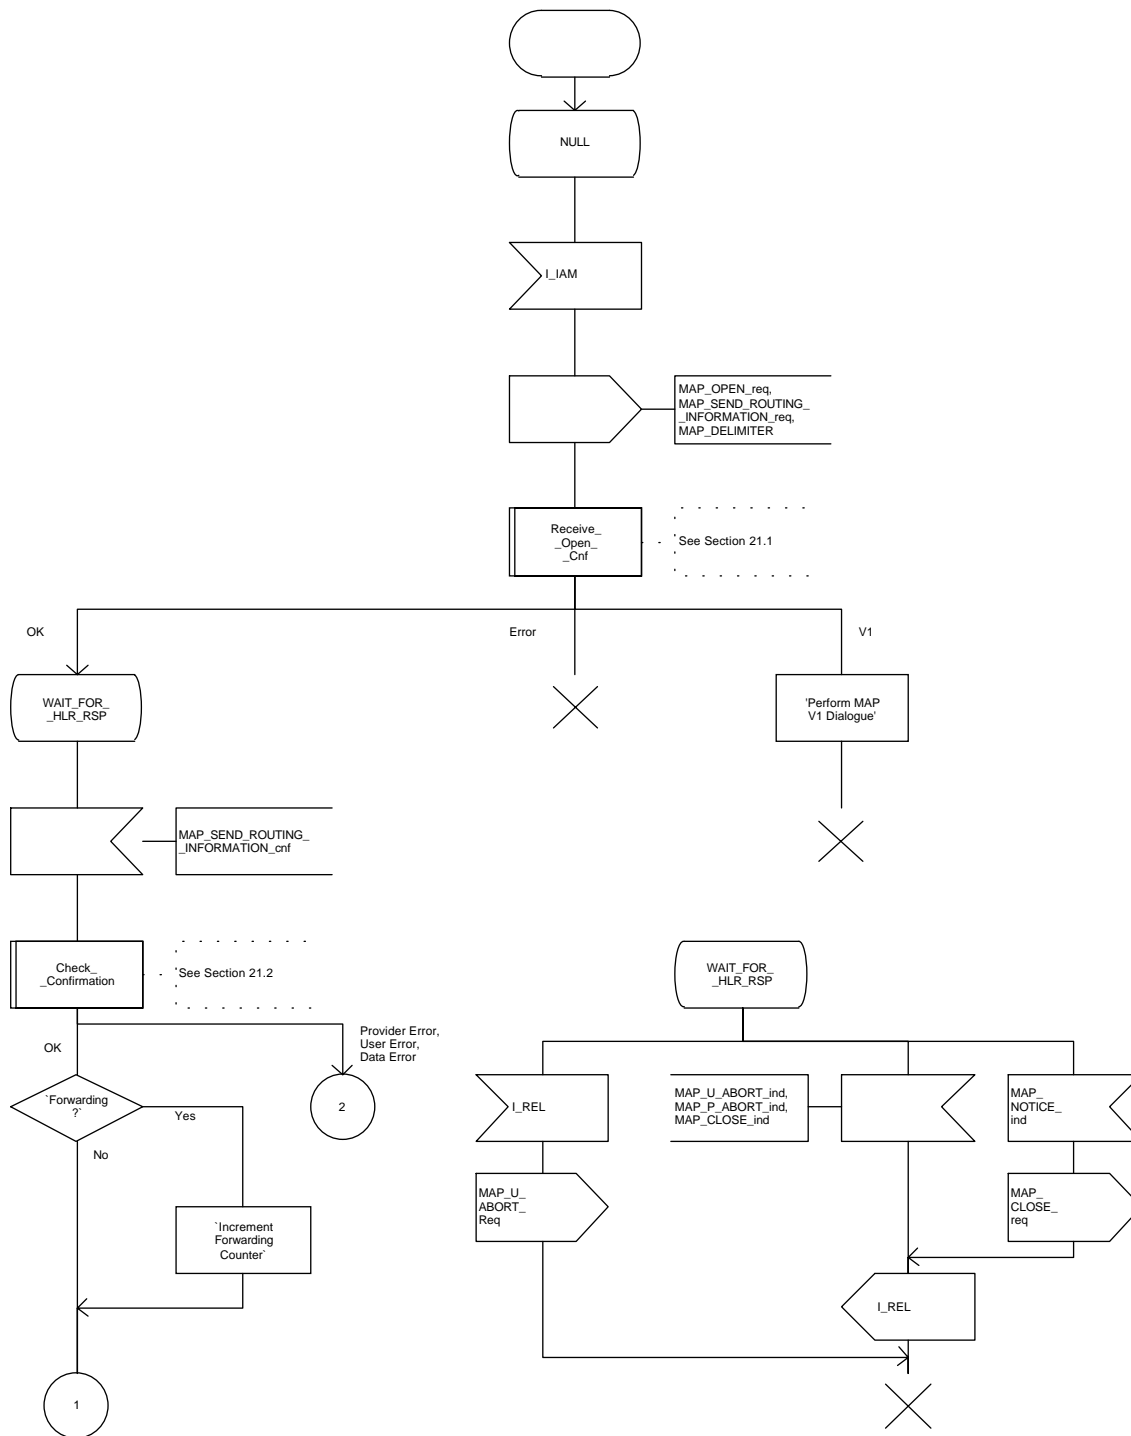 NULL
I_IAM
MAP_OPEN_req,
MAP_SEND_ROUTING_
_INFORMATION_req,
MAP_DELIMITER
Receive_
_Open_
_Cnf
See Section 21.1
OK
Error
V1
WAIT_FOR_
_HLR_RSP
'Perform MAP
V1 Dialogue'
MAP_SEND_ROUTING_
_INFORMATION_cnf
Check_
_Confirmation
See Section 21.2
OK
Provider Error,
User Error,
Data Error
`Forwarding
?`
Yes
No
2
`Increment
Forwarding
Counter`
1
WAIT_FOR_
_HLR_RSP
I_REL
MAP_U_ABORT_ind,
MAP_P_ABORT_ind,
MAP_CLOSE_ind
MAP_
NOTICE_
ind
MAP_U_
ABORT_
Req
MAP_
CLOSE_
req
I_REL